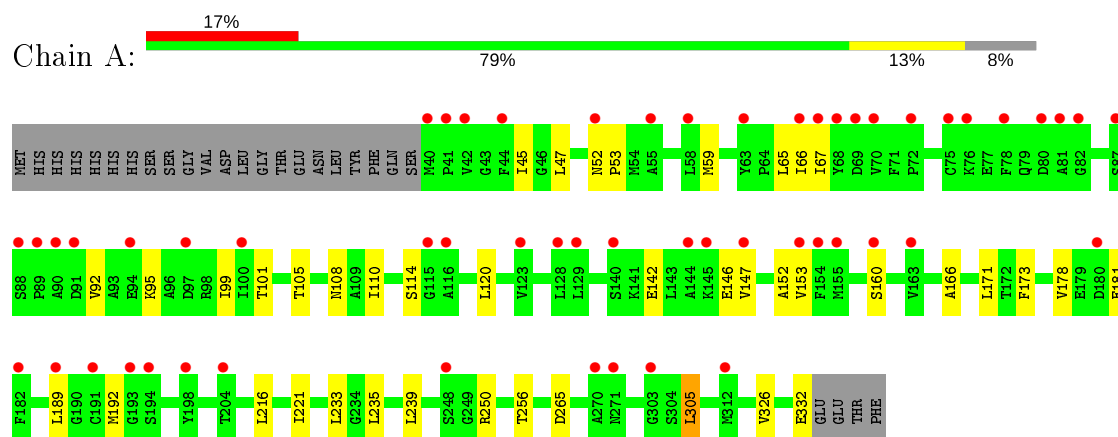 17%
Chain A:
79% 13% 8%
MET HIS HIS HIS HIS HIS HIS SER SER GLY VAL ASP LEU GLY THR GLU ASN LEU TYR PHE GLN SER M40 P41 V42 G43 F44 I45 G46 L47 N52 P53 M54 A55 L58 M59 Y63 P64 L65 I66 I67 Y68 D69 V70 F71 P72 C75 K76 E77 F78 Q79 D80 A81 G82 S87
S88 P89 A90 D91 V92 A93 E94 K95 A96 D97 R98 I99 I100 T101 T105 N108 A109 I110 S114 G115 A116 L120 V123 L128 L129 S140 K141 E142 L143 A144 K145 E146 V147 A152 V153 F154 M155 S160 V163 A166 L171 T172 F173 V178 E179 D180
F182 L189 G190 C191 M192 G193 S194 Y198 T204 L216 I221 L233 G234 L235 L239 S248 G249 R250 T256 D265 A270 N271 G303 S304 L305 M312 V326 E332 GLU GLU THR PHE